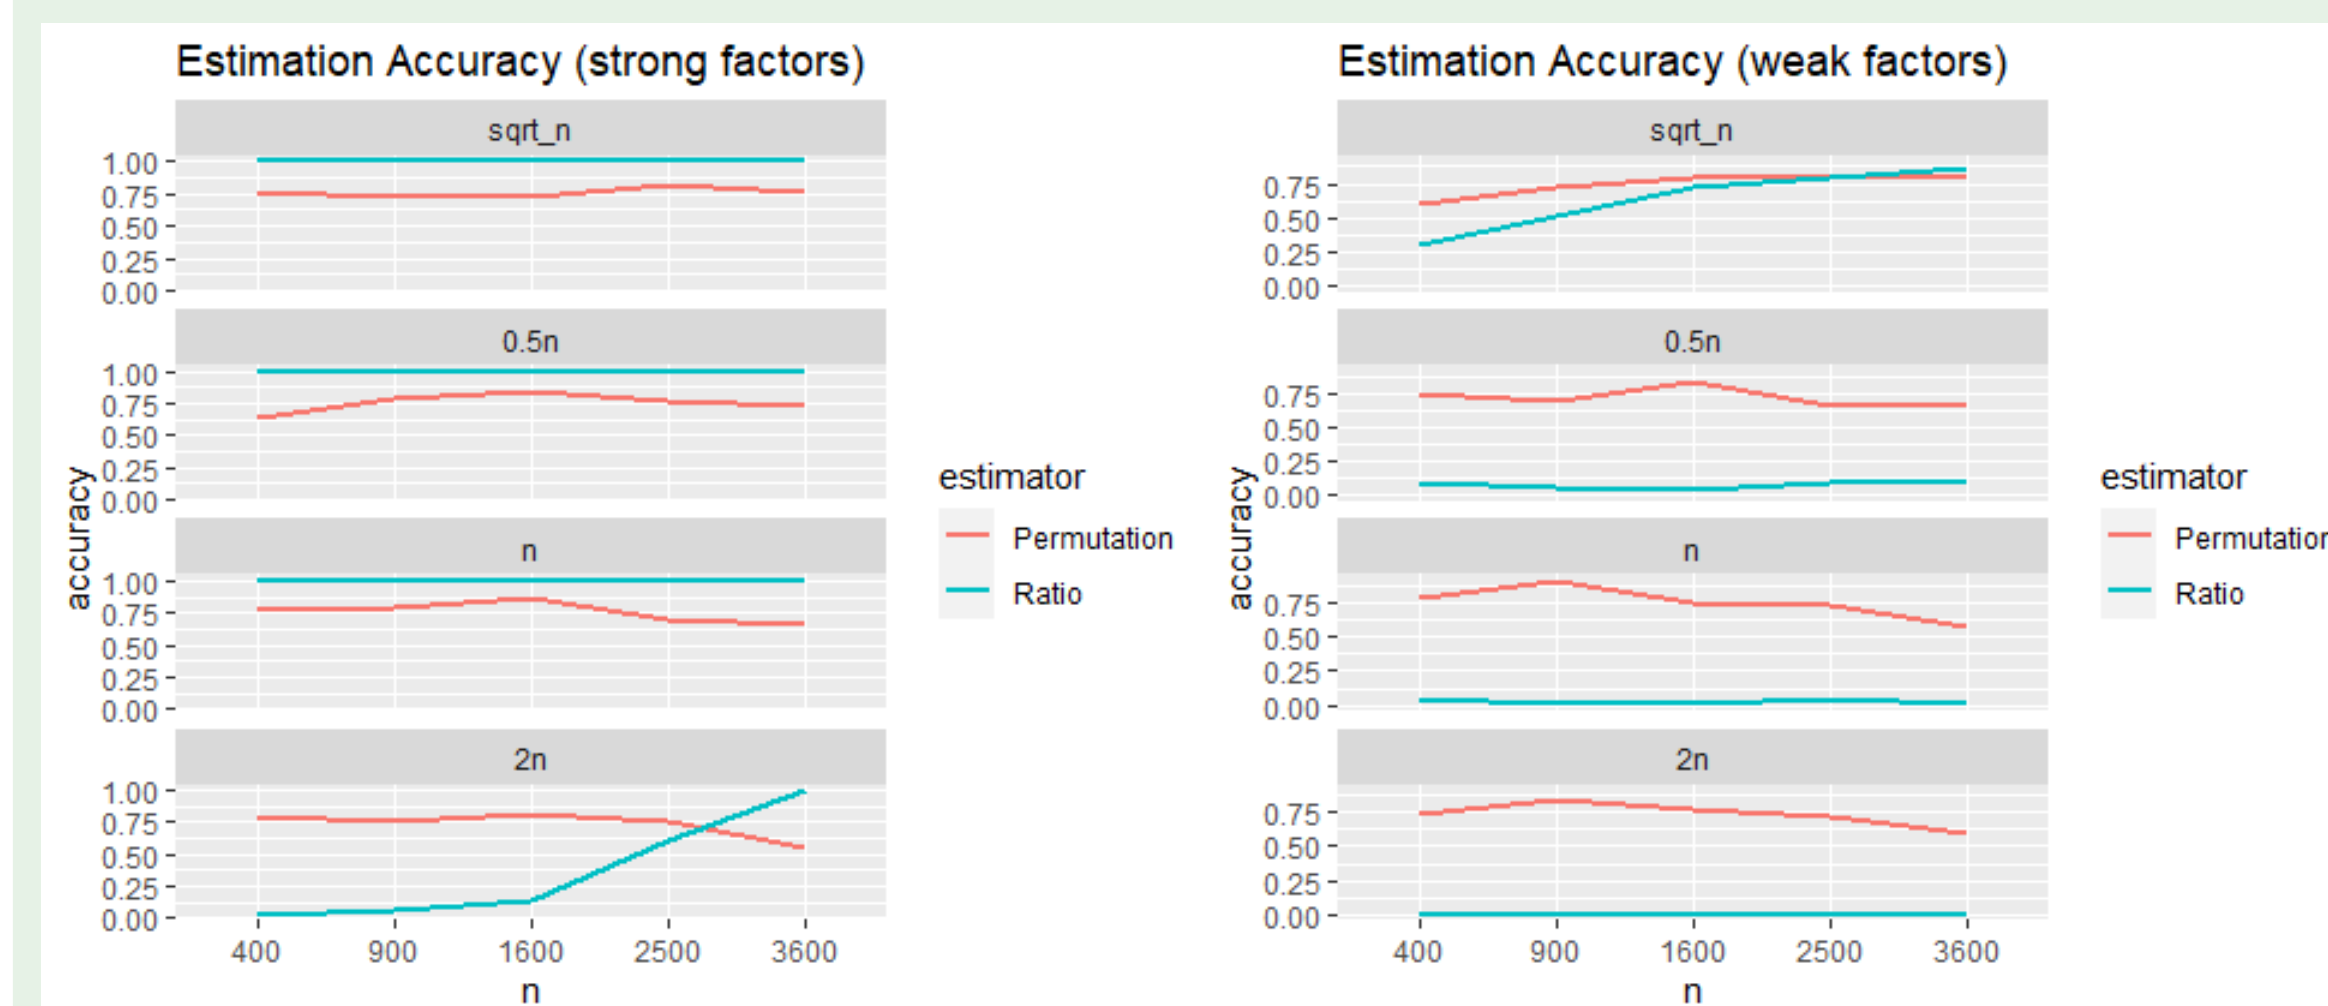 Estimation Accuracy (strong factors)
sqrt_n
1.00
0.75
0.50
0.25
0.00
0.5n
1.00
0.75
0.50
0.25
0.00
n
1.00
0.75
0.50
0.25
0.00
2n
1.00
0.75
0.50
0.25
0.00
accuracy
400 900 1600 2500 3600
n
estimator
Permutation
Ratio
Estimation Accuracy (weak factors)
sqrt_n
0.75
0.50
0.25
0.00
0.5n
0.75
0.50
0.25
0.00
n
0.75
0.50
0.25
0.00
2n
0.75
0.50
0.25
0.00
accuracy
400 900 1600 2500 3600
n
estimator
Permutation
Ratio